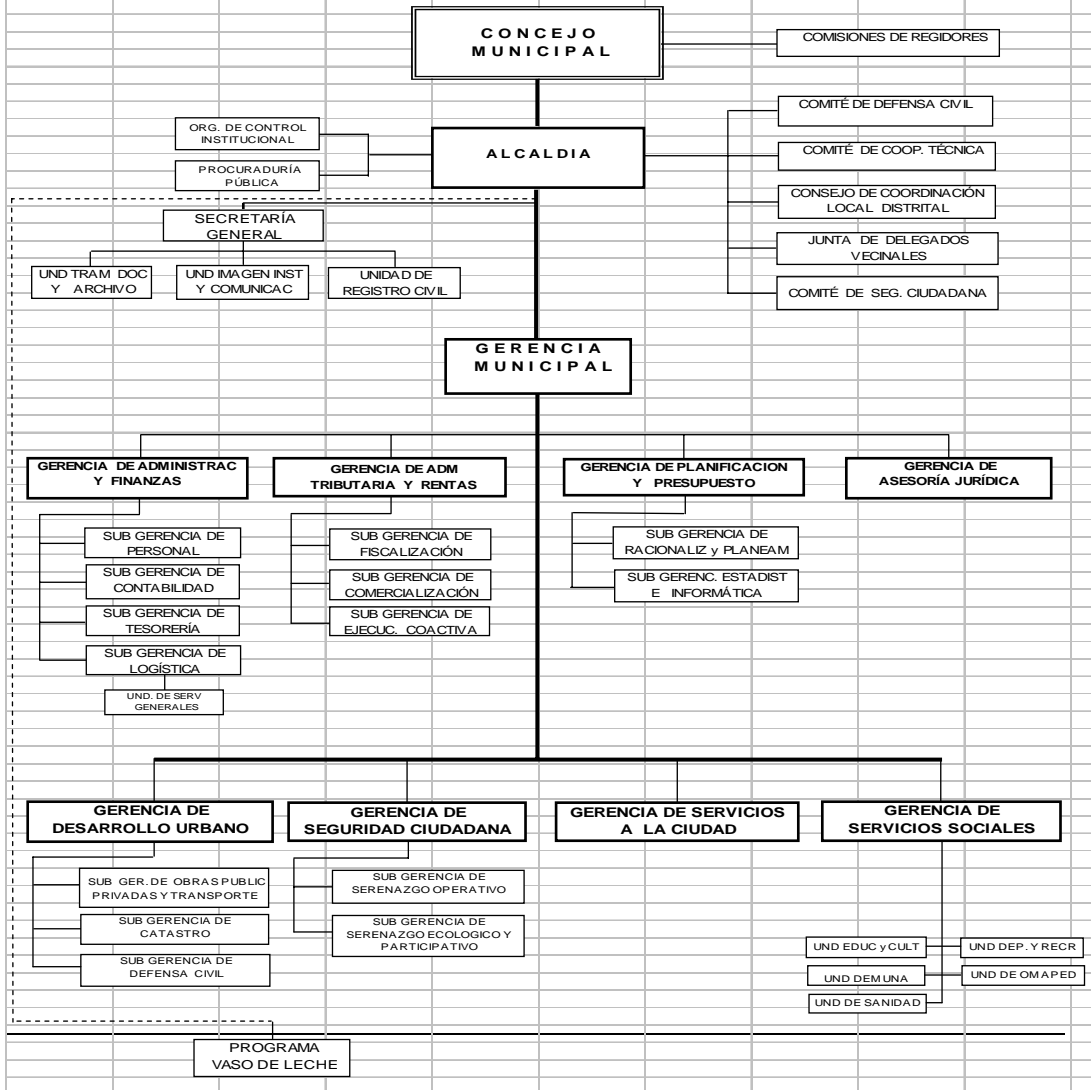 CONCEJO
MUNICIPAL
COMISIONES DE REGIDORES
COMITÉ DE DEFENSA CIVIL
ORG. DE CONTROL
INSTITUCIONAL
ALCALDIA
COMITÉ DE COOP. TÉCNICA
PROCURADURÍA
PÚBLICA
CONSEJO DE COORDINACIÓN
LOCAL DISTRITAL
SECRETARÍA
GENERAL
JUNTA DE DELEGADOS
VECINALES
UND TRAM DOC
Y ARCHIVO
UND IMAGEN INST
Y COMUNICAC
UNIDAD DE
REGISTRO CIVIL
COMITÉ DE SEG. CIUDADANA
GERENCIA
MUNICIPAL
GERENCIA DE ADMINISTRAC
Y FINANZAS
GERENCIA DE ADM
TRIBUTARIA Y RENTAS
GERENCIA DE PLANIFICACION
Y PRESUPUESTO
GERENCIA DE
ASESORÍA JURÍDICA
SUB GERENCIA DE
PERSONAL
SUB GERENCIA DE
CONTABILIDAD
SUB GERENCIA DE
TESORERÍA
SUB GERENCIA DE
LOGÍSTICA
UND. DE SERV
GENERALES
SUB GERENCIA DE
FISCALIZACIÓN
SUB GERENCIA DE
COMERCIALIZACIÓN
SUB GERENCIA DE
EJECUC. COACTIVA
SUB GERENCIA DE
RACIONALIZ y PLANEAM
SUB GERENC. ESTADIST
E INFORMÁTICA
GERENCIA DE
DESARROLLO URBANO
GERENCIA DE
SEGURIDAD CIUDADANA
GERENCIA DE SERVICIOS
A LA CIUDAD
GERENCIA DE
SERVICIOS SOCIALES
SUB GER. DE OBRAS PUBLIC
PRIVADAS Y TRANSPORTE
SUB GERENCIA DE
CATASTRO
SUB GERENCIA DE
DEFENSA CIVIL
SUB GERENCIA DE
SERENAZGO OPERATIVO
SUB GERENCIA DE
SERENAZGO ECOLOGICO Y
PARTICIPATIVO
UND EDUC y CULT
UND DEP. Y RECR
UND DEMUNA
UND DE OMAPED
UND DE SANIDAD
PROGRAMA
VASO DE LECHE